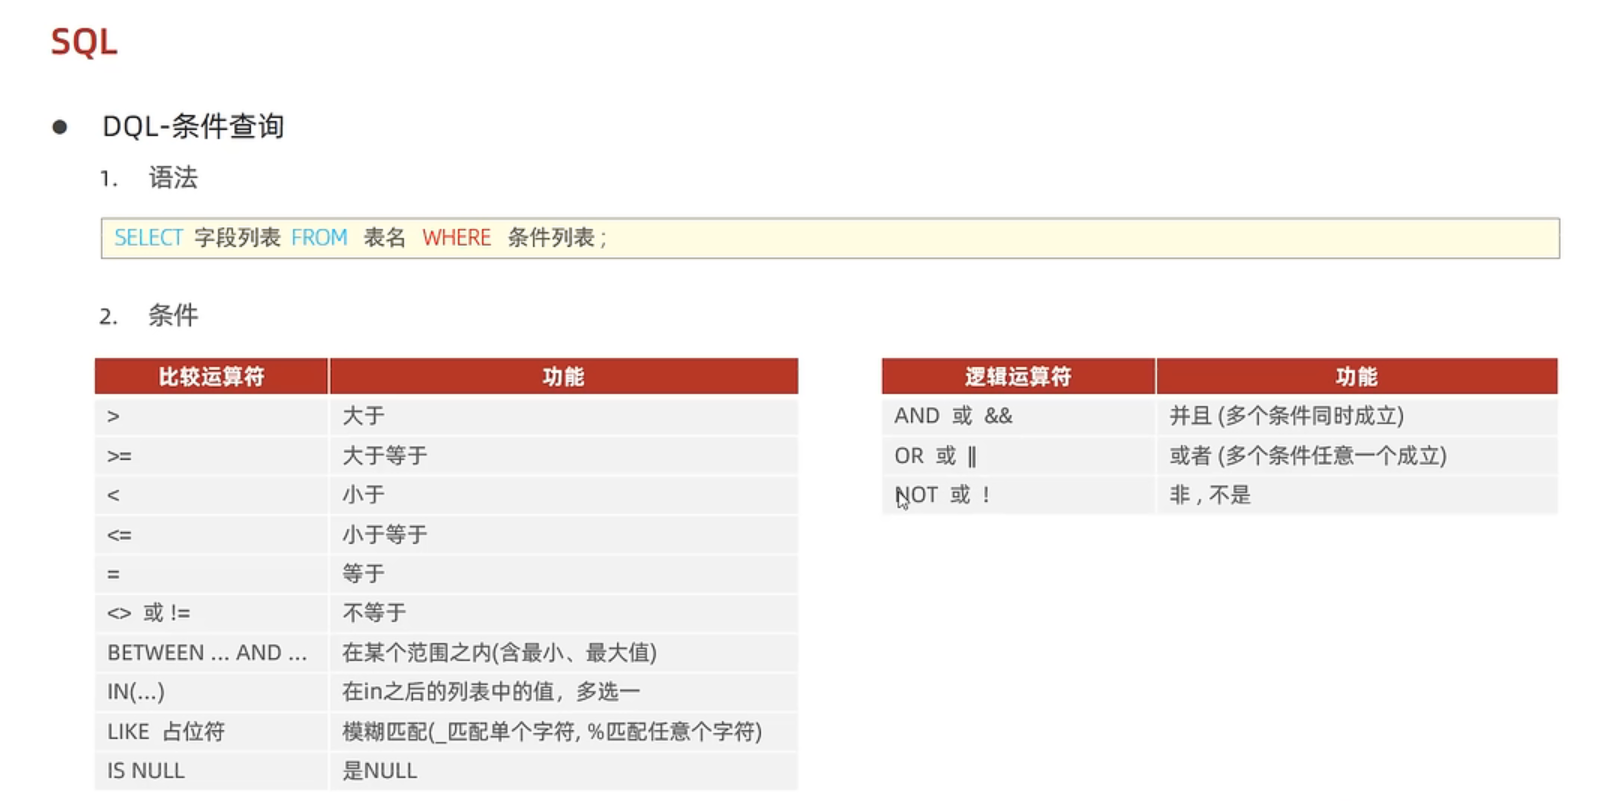 SQL
● DQL-条件查询
1. 语法
SELECT 字段列表 FROM 表名 WHERE 条件列表 ;
2. 条件
比较运算符 功能
> 大于
>= 大于等于
< 小于
<= 小于等于
= 等于
<> 或 != 不等于
BETWEEN ... AND ... 在某个范围之内(含最小、最大值)
IN(...) 在in之后的列表中的值，多选一
LIKE 占位符 模糊匹配(_匹配单个字符, %匹配任意个字符)
IS NULL 是NULL
逻辑运算符 功能
AND 或 && 并且 (多个条件同时成立)
OR 或 || 或者 (多个条件任意一个成立)
NOT 或 ! 非 , 不是